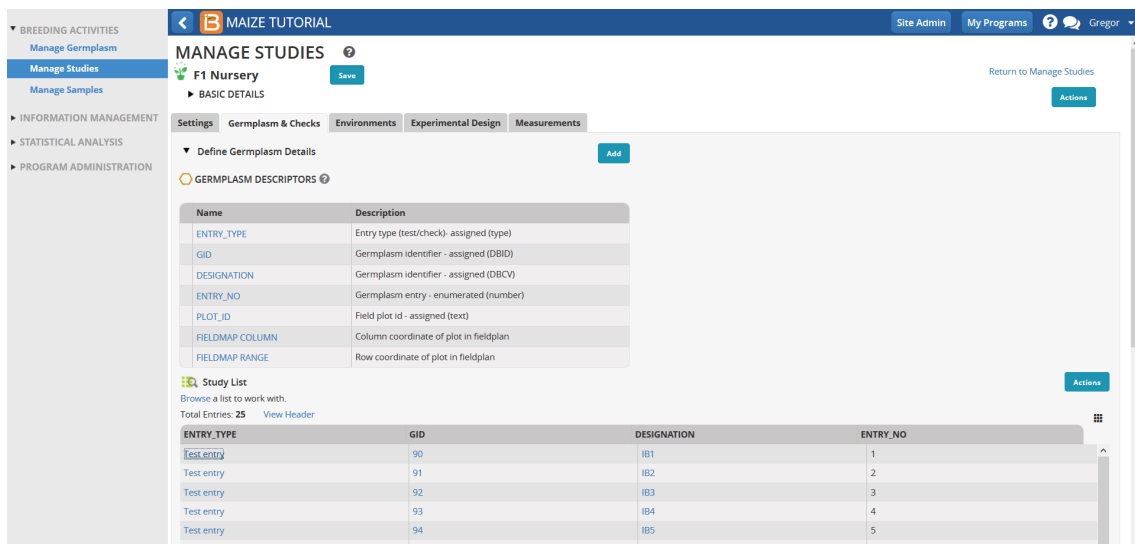 MAIZE TUTORIAL
Site Admin
My Programs
Gregor
BREEDING ACTIVITIES
Manage Germplasm
Manage Studies
Manage Samples
INFORMATION MANAGEMENT
STATISTICAL ANALYSIS
PROGRAM ADMINISTRATION
MANAGE STUDIES
F1 Nursery
Save
Return to Manage Studies
BASIC DETAILS
Actions
Settings Germplasm & Checks Environments Experimental Design Measurements
Define Germplasm Details
Add
GERMPLASM DESCRIPTORS
Name Description
ENTRY_TYPE Entry type (test/check)- assigned (type)
GID Germplasm identifier - assigned (DBID)
DESIGNATION Germplasm identifier - assigned (DBCV)
ENTRY_NO Germplasm entry - enumerated (number)
PLOT_ID Field plot id - assigned (text)
FIELDMAP COLUMN Column coordinate of plot in fieldplan
FIELDMAP RANGE Row coordinate of plot in fieldplan
Study List
Actions
Browse a list to work with.
Total Entries: 25 View Header
ENTRY_TYPE GID DESIGNATION ENTRY_NO
Test entry 90 IB1 1
Test entry 91 IB2 2
Test entry 92 IB3 3
Test entry 93 IB4 4
Test entry 94 IB5 5